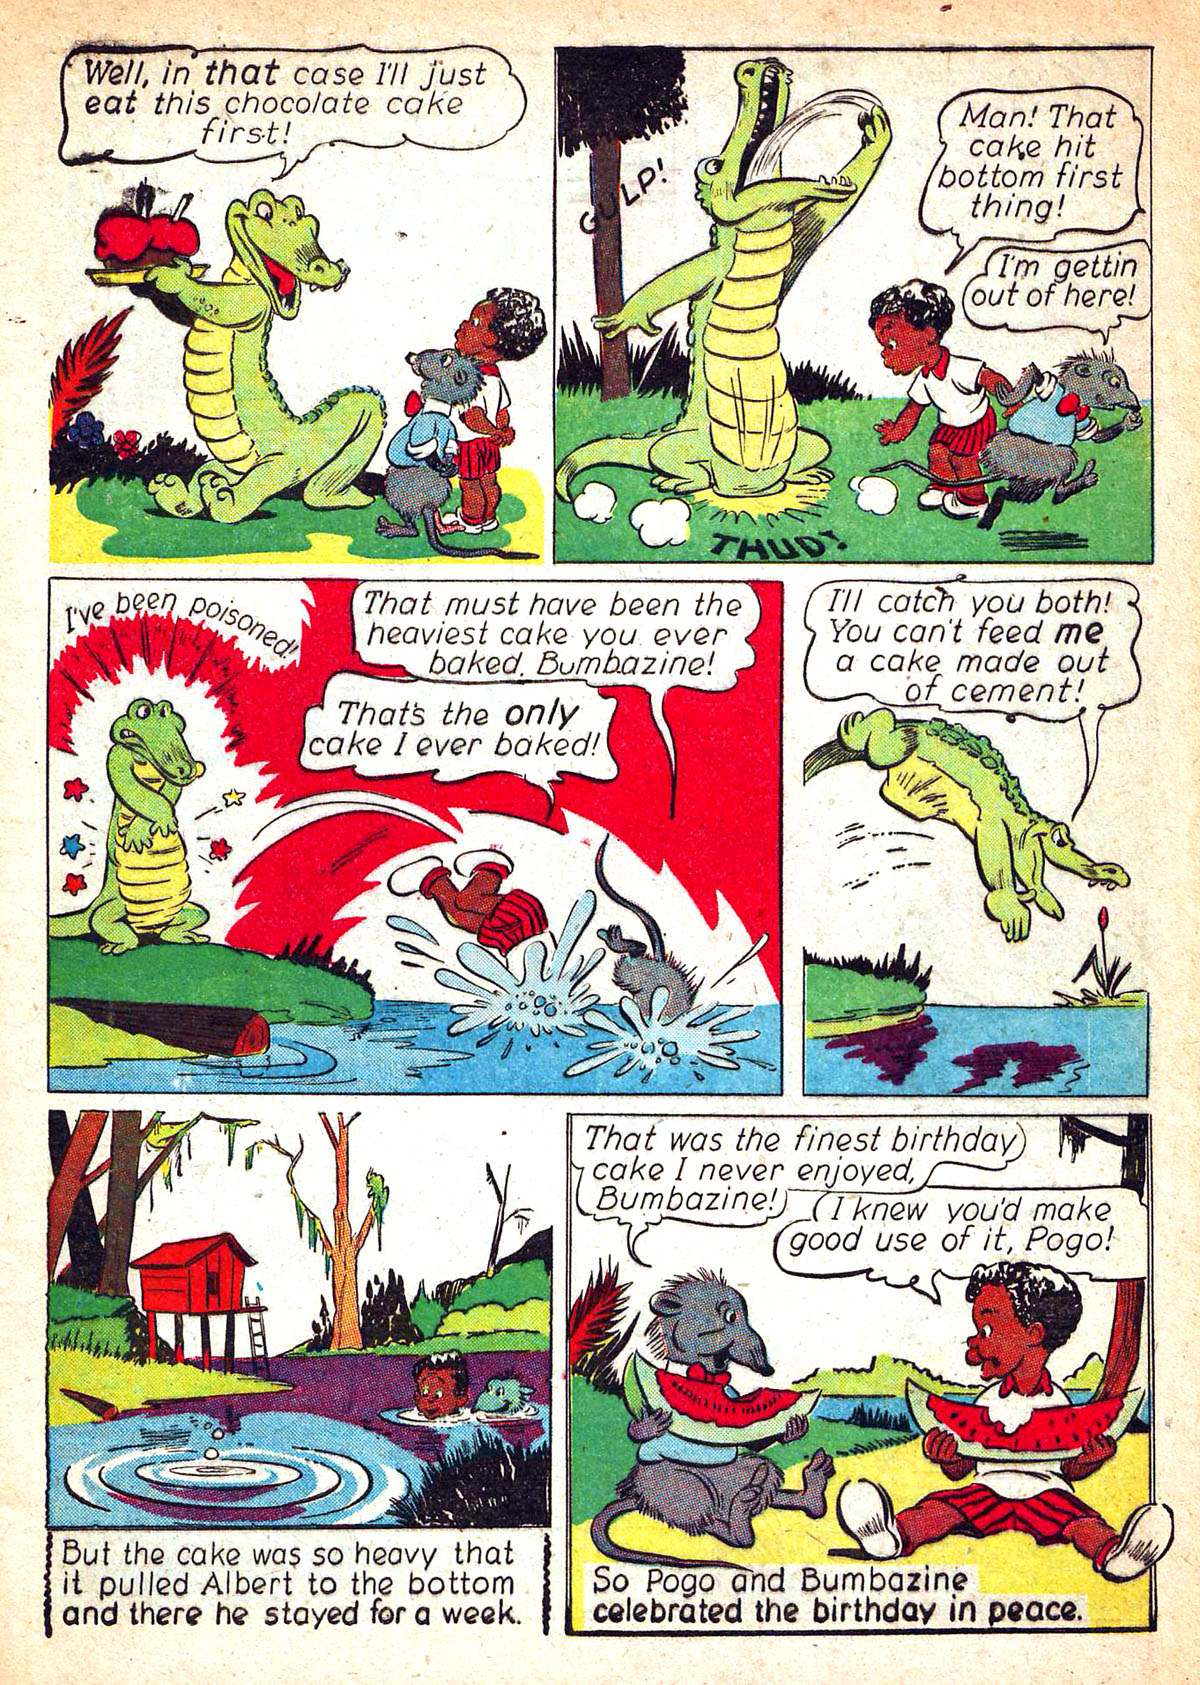 Well, in that case I'll just
eat this chocolate cake
first!
GULP!
Man! That
cake hit
bottom first
thing!
I'm gettin
out of here!
THUD!
I've been poisoned!
That must have been the
heaviest cake you ever
baked, Bumbazine!
That's the only
cake I ever baked!
I'll catch you both!
You can't feed me
a cake made out
of cement!
But the cake was so heavy that
it pulled Albert to the bottom
and there he stayed for a week.
That was the finest birthday
cake I never enjoyed,
Bumbazine!
I knew you'd make
good use of it, Pogo!
So Pogo and Bumbazine
celebrated the birthday in peace.